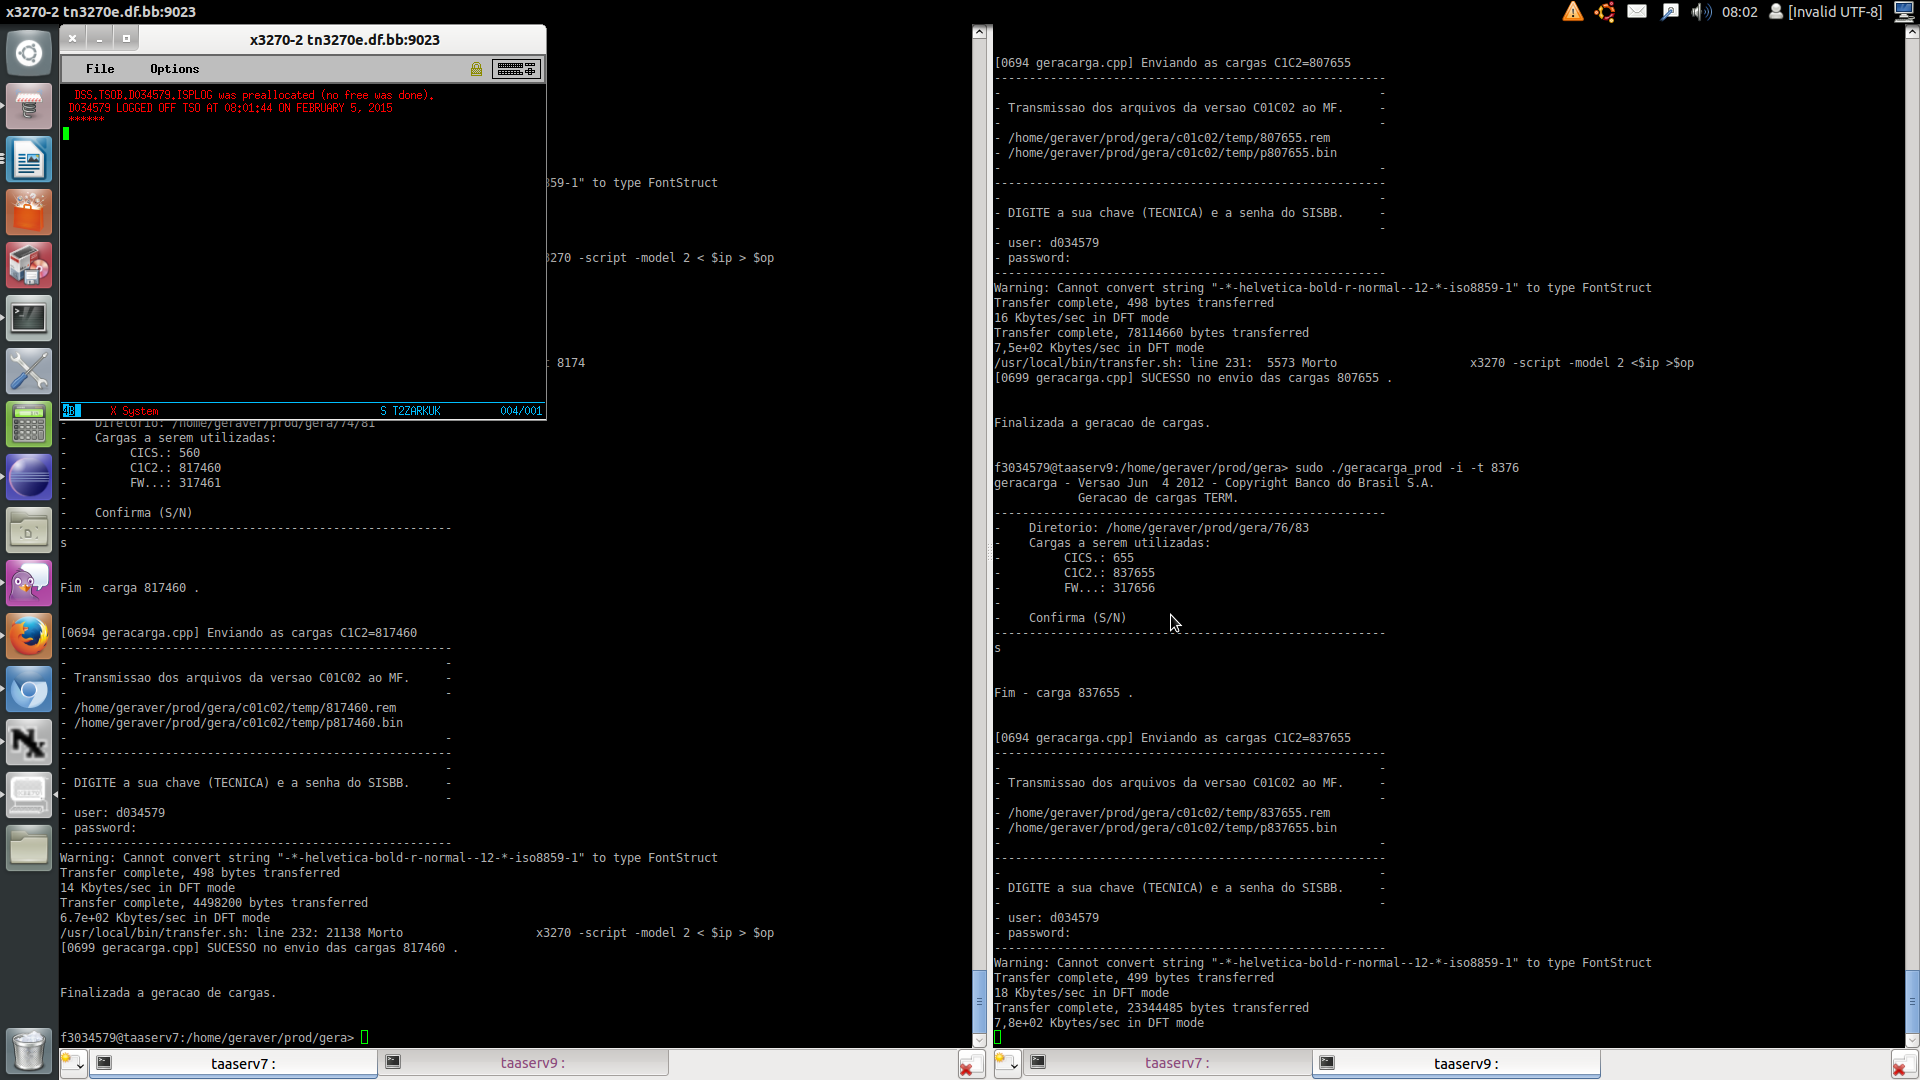 x3270-2 tn3270e.df.bb:9023
08:02
[Invalid UTF-8]
x3270-2 tn3270e.df.bb:9023
File Options
DSS.TSOB.D034579.ISPLOG was preallocated (no free was done).
D034579 LOGGED OFF TSO AT 08:01:44 ON FEBRUARY 5, 2015
******
4B X System S T2ZARKUK 004/001
859-1" to type FontStruct
3270 -script -model 2 < $ip > $op
t 8174
- Diretorio: /home/geraver/prod/gera/74/81
- Cargas a serem utilizadas:
- CICS.: 560
- C1C2.: 817460
- FW...: 317461
-
- Confirma (S/N)
--------------------------------------------------------
s
Fim - carga 817460 .
[0694 geracarga.cpp] Enviando as cargas C1C2=817460
--------------------------------------------------------
- -
- Transmissao dos arquivos da versao C01C02 ao MF. -
- -
- /home/geraver/prod/gera/c01c02/temp/817460.rem
- /home/geraver/prod/gera/c01c02/temp/p817460.bin
- -
--------------------------------------------------------
- -
- DIGITE a sua chave (TECNICA) e a senha do SISBB. -
- -
- user: d034579
- password:
--------------------------------------------------------
Warning: Cannot convert string "-*-helvetica-bold-r-normal--12-*-iso8859-1" to type FontStruct
Transfer complete, 498 bytes transferred
14 Kbytes/sec in DFT mode
Transfer complete, 4498200 bytes transferred
6.7e+02 Kbytes/sec in DFT mode
/usr/local/bin/transfer.sh: line 232: 21138 Morto x3270 -script -model 2 < $ip > $op
[0699 geracarga.cpp] SUCESSO no envio das cargas 817460 .
Finalizada a geracao de cargas.
f3034579@taaserv7:/home/geraver/prod/gera>
taaserv7 : taaserv9 :
[0694 geracarga.cpp] Enviando as cargas C1C2=807655
--------------------------------------------------------
- -
- Transmissao dos arquivos da versao C01C02 ao MF. -
- -
- /home/geraver/prod/gera/c01c02/temp/807655.rem
- /home/geraver/prod/gera/c01c02/temp/p807655.bin
- -
--------------------------------------------------------
- -
- DIGITE a sua chave (TECNICA) e a senha do SISBB. -
- -
- user: d034579
- password:
--------------------------------------------------------
Warning: Cannot convert string "-*-helvetica-bold-r-normal--12-*-iso8859-1" to type FontStruct
Transfer complete, 498 bytes transferred
16 Kbytes/sec in DFT mode
Transfer complete, 78114660 bytes transferred
7,5e+02 Kbytes/sec in DFT mode
/usr/local/bin/transfer.sh: line 231: 5573 Morto x3270 -script -model 2 <$ip >$op
[0699 geracarga.cpp] SUCESSO no envio das cargas 807655 .
Finalizada a geracao de cargas.
f3034579@taaserv9:/home/geraver/prod/gera> sudo ./geracarga_prod -i -t 8376
geracarga - Versao Jun 4 2012 - Copyright Banco do Brasil S.A.
Geracao de cargas TERM.
--------------------------------------------------------
- Diretorio: /home/geraver/prod/gera/76/83
- Cargas a serem utilizadas:
- CICS.: 655
- C1C2.: 837655
- FW...: 317656
-
- Confirma (S/N)
--------------------------------------------------------
s
Fim - carga 837655 .
[0694 geracarga.cpp] Enviando as cargas C1C2=837655
--------------------------------------------------------
- -
- Transmissao dos arquivos da versao C01C02 ao MF. -
- -
- /home/geraver/prod/gera/c01c02/temp/837655.rem
- /home/geraver/prod/gera/c01c02/temp/p837655.bin
- -
--------------------------------------------------------
- -
- DIGITE a sua chave (TECNICA) e a senha do SISBB. -
- -
- user: d034579
- password:
--------------------------------------------------------
Warning: Cannot convert string "-*-helvetica-bold-r-normal--12-*-iso8859-1" to type FontStruct
Transfer complete, 499 bytes transferred
18 Kbytes/sec in DFT mode
Transfer complete, 23344485 bytes transferred
7,8e+02 Kbytes/sec in DFT mode
taaserv7 : taaserv9 :